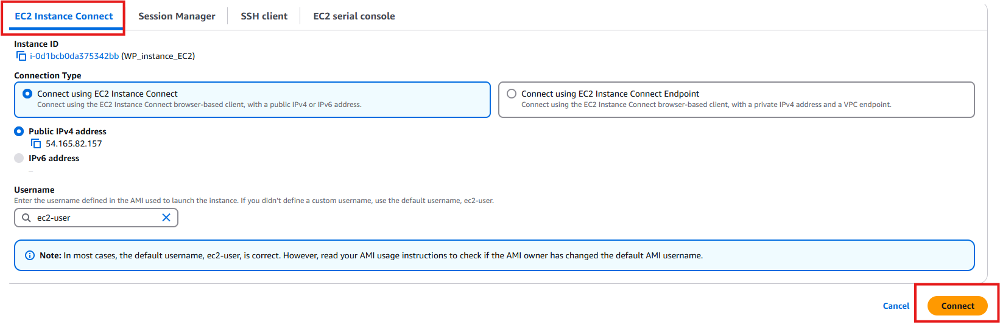 EC2 Instance Connect
Session Manager
SSH client
EC2 serial console
Instance ID
i-0d1bcb0da375342bb (WP_instance_EC2)
Connection Type
Connect using EC2 Instance Connect
Connect using the EC2 Instance Connect browser-based client, with a public IPv4 or IPv6 address.
Connect using EC2 Instance Connect Endpoint
Connect using the EC2 Instance Connect browser-based client, with a private IPv4 address and a VPC endpoint.
Public IPv4 address
54.165.82.157
IPv6 address
–
Username
Enter the username defined in the AMI used to launch the instance. If you didn't define a custom username, use the default username, ec2-user.
ec2-user
Note: In most cases, the default username, ec2-user, is correct. However, read your AMI usage instructions to check if the AMI owner has changed the default AMI username.
Cancel
Connect